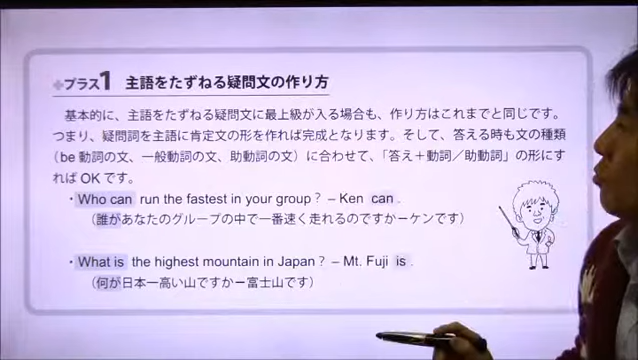 +プラス1 主語をたずねる疑問文の作り方
基本的に、主語をたずねる疑問文に最上級が入る場合も、作り方はこれまでと同じです。
つまり、疑問詞を主語に肯定文の形を作れば完成となります。そして、答える時も文の種類
(be動詞の文、一般動詞の文、助動詞の文)に合わせて、「答え+動詞/助動詞」の形にす
ればOKです。
・Who can run the fastest in your group? – Ken can.
(誰があなたのグループの中で一番速く走れるのですかーケンです)
・What is the highest mountain in Japan? – Mt. Fuji is.
(何が日本一高い山ですかー富士山です)